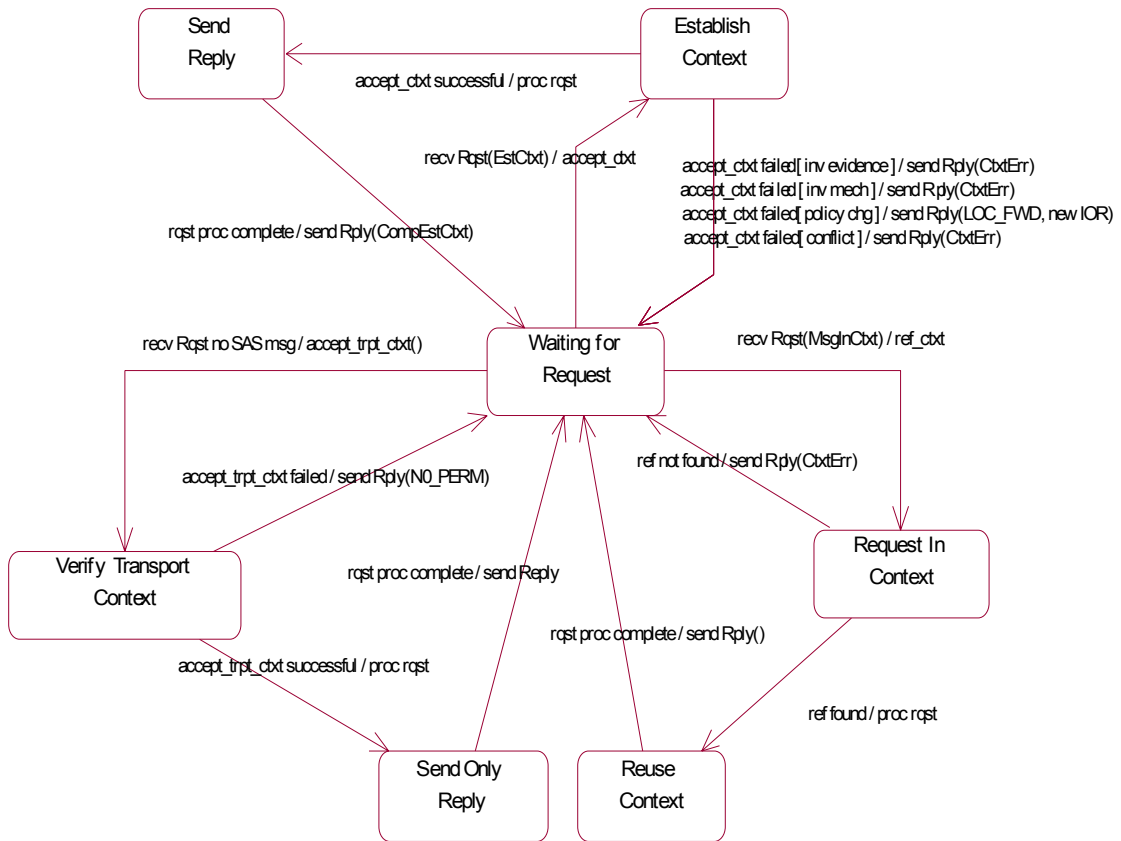 Send
Reply
Establish
Context
accept_ctxt successful / proc rqst
recv Rqst(EstCtxt) / accept_ctxt
accept_ctxt failed[ inv evidence ] / send Rply(CtxtErr)
accept_ctxt failed[ inv mech ] / send Rply(CtxtErr)
accept_ctxt failed[ policy chg ] / send Rply(LOC_FWD, new IOR)
accept_ctxt failed[ conflict ] / send Rply(CtxtErr)
rqst proc complete / send Rply(CompEstCtxt)
recv Rqst no SAS msg / accept_trpt_ctxt()
Waiting for
Request
recv Rqst(MsgInCtxt) / ref_ctxt
accept_trpt_ctxt failed / send Rply(N0_PERM)
ref not found / send Rply(CtxtErr)
Verify Transport
Context
Request In
Context
rqst proc complete / send Reply
rqst proc complete / send Rply()
accept_trpt_ctxt successful / proc rqst
ref found / proc rqst
Send Only
Reply
Reuse
Context